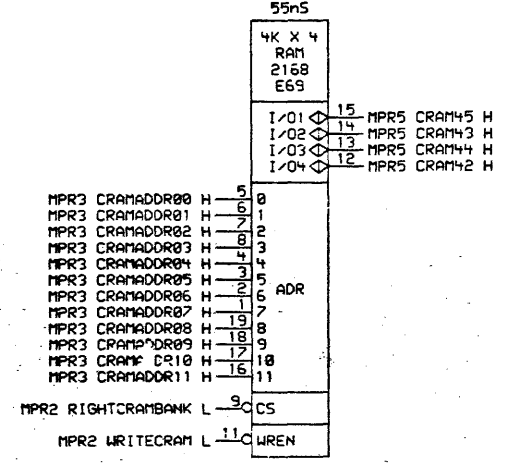 55nS
4K X 4
RAM
2168
E69
I/O1 15 MPR5 CRAM45 H
I/O2 14 MPR5 CRAM43 H
I/O3 13 MPR5 CRAM44 H
I/O4 12 MPR5 CRAM42 H
MPR3 CRAMADDR00 H 5 0
MPR3 CRAMADDR01 H 6 1
MPR3 CRAMADDR02 H 7 2
MPR3 CRAMADDR03 H 8 3
MPR3 CRAMADDR04 H 4 4
MPR3 CRAMADDR05 H 3 5
MPR3 CRAMADDR06 H 2 6 ADR
MPR3 CRAMADDR07 H 1 7
MPR3 CRAMADDR08 H 19 8
MPR3 H 18 9
MPR3 H 17 10
MPR3 CRAMADDR11 H 16 11
MPR2 RIGHTCRAMBANK L 9 CS
MPR2 WRITECRAM L 11 WREN